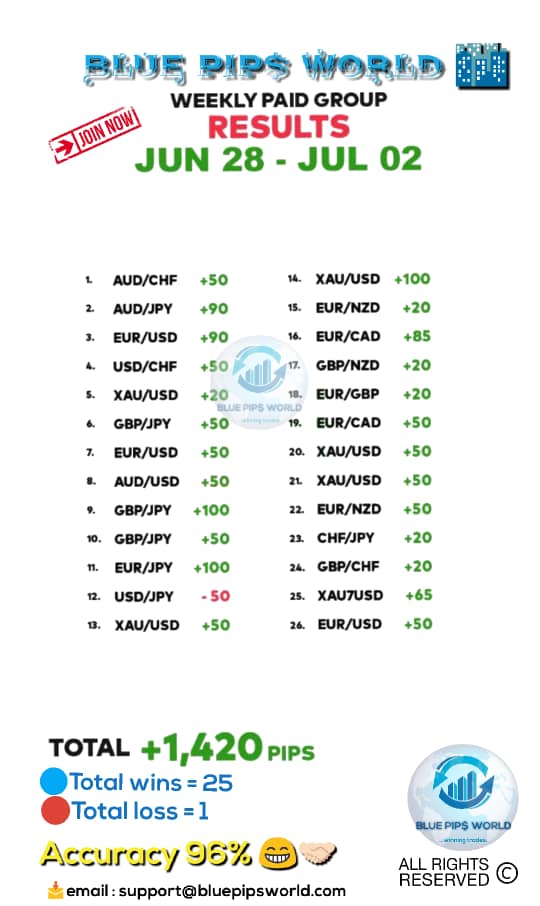 BLUE PIP$ WORLD
WEEKLY PAID GROUP
JOIN NOW
RESULTS
JUN 28 - JUL 02
1. AUD/CHF +50
2. AUD/JPY +90
3. EUR/USD +90
4. USD/CHF +50
5. XAU/USD +20
6. GBP/JPY +50
7. EUR/USD +50
8. AUD/USD +50
9. GBP/JPY +100
10. GBP/JPY +50
11. EUR/JPY +100
12. USD/JPY - 50
13. XAU/USD +50
14. XAU/USD +100
15. EUR/NZD +20
16. EUR/CAD +85
17. GBP/NZD +20
18. EUR/GBP +20
19. EUR/CAD +50
20. XAU/USD +50
21. XAU/USD +50
22. EUR/NZD +50
23. CHF/JPY +20
24. GBP/CHF +20
25. XAU7USD +65
26. EUR/USD +50
BLUE PIP$ WORLD
...winning trades.
TOTAL +1,420 PIPS
Total wins = 25
Total loss = 1
Accuracy 96% 😁🤝
📩 email : support@bluepipsworld.com
BLUE PIP$ WORLD
...winning trades.
ALL RIGHTS
RESERVED ©